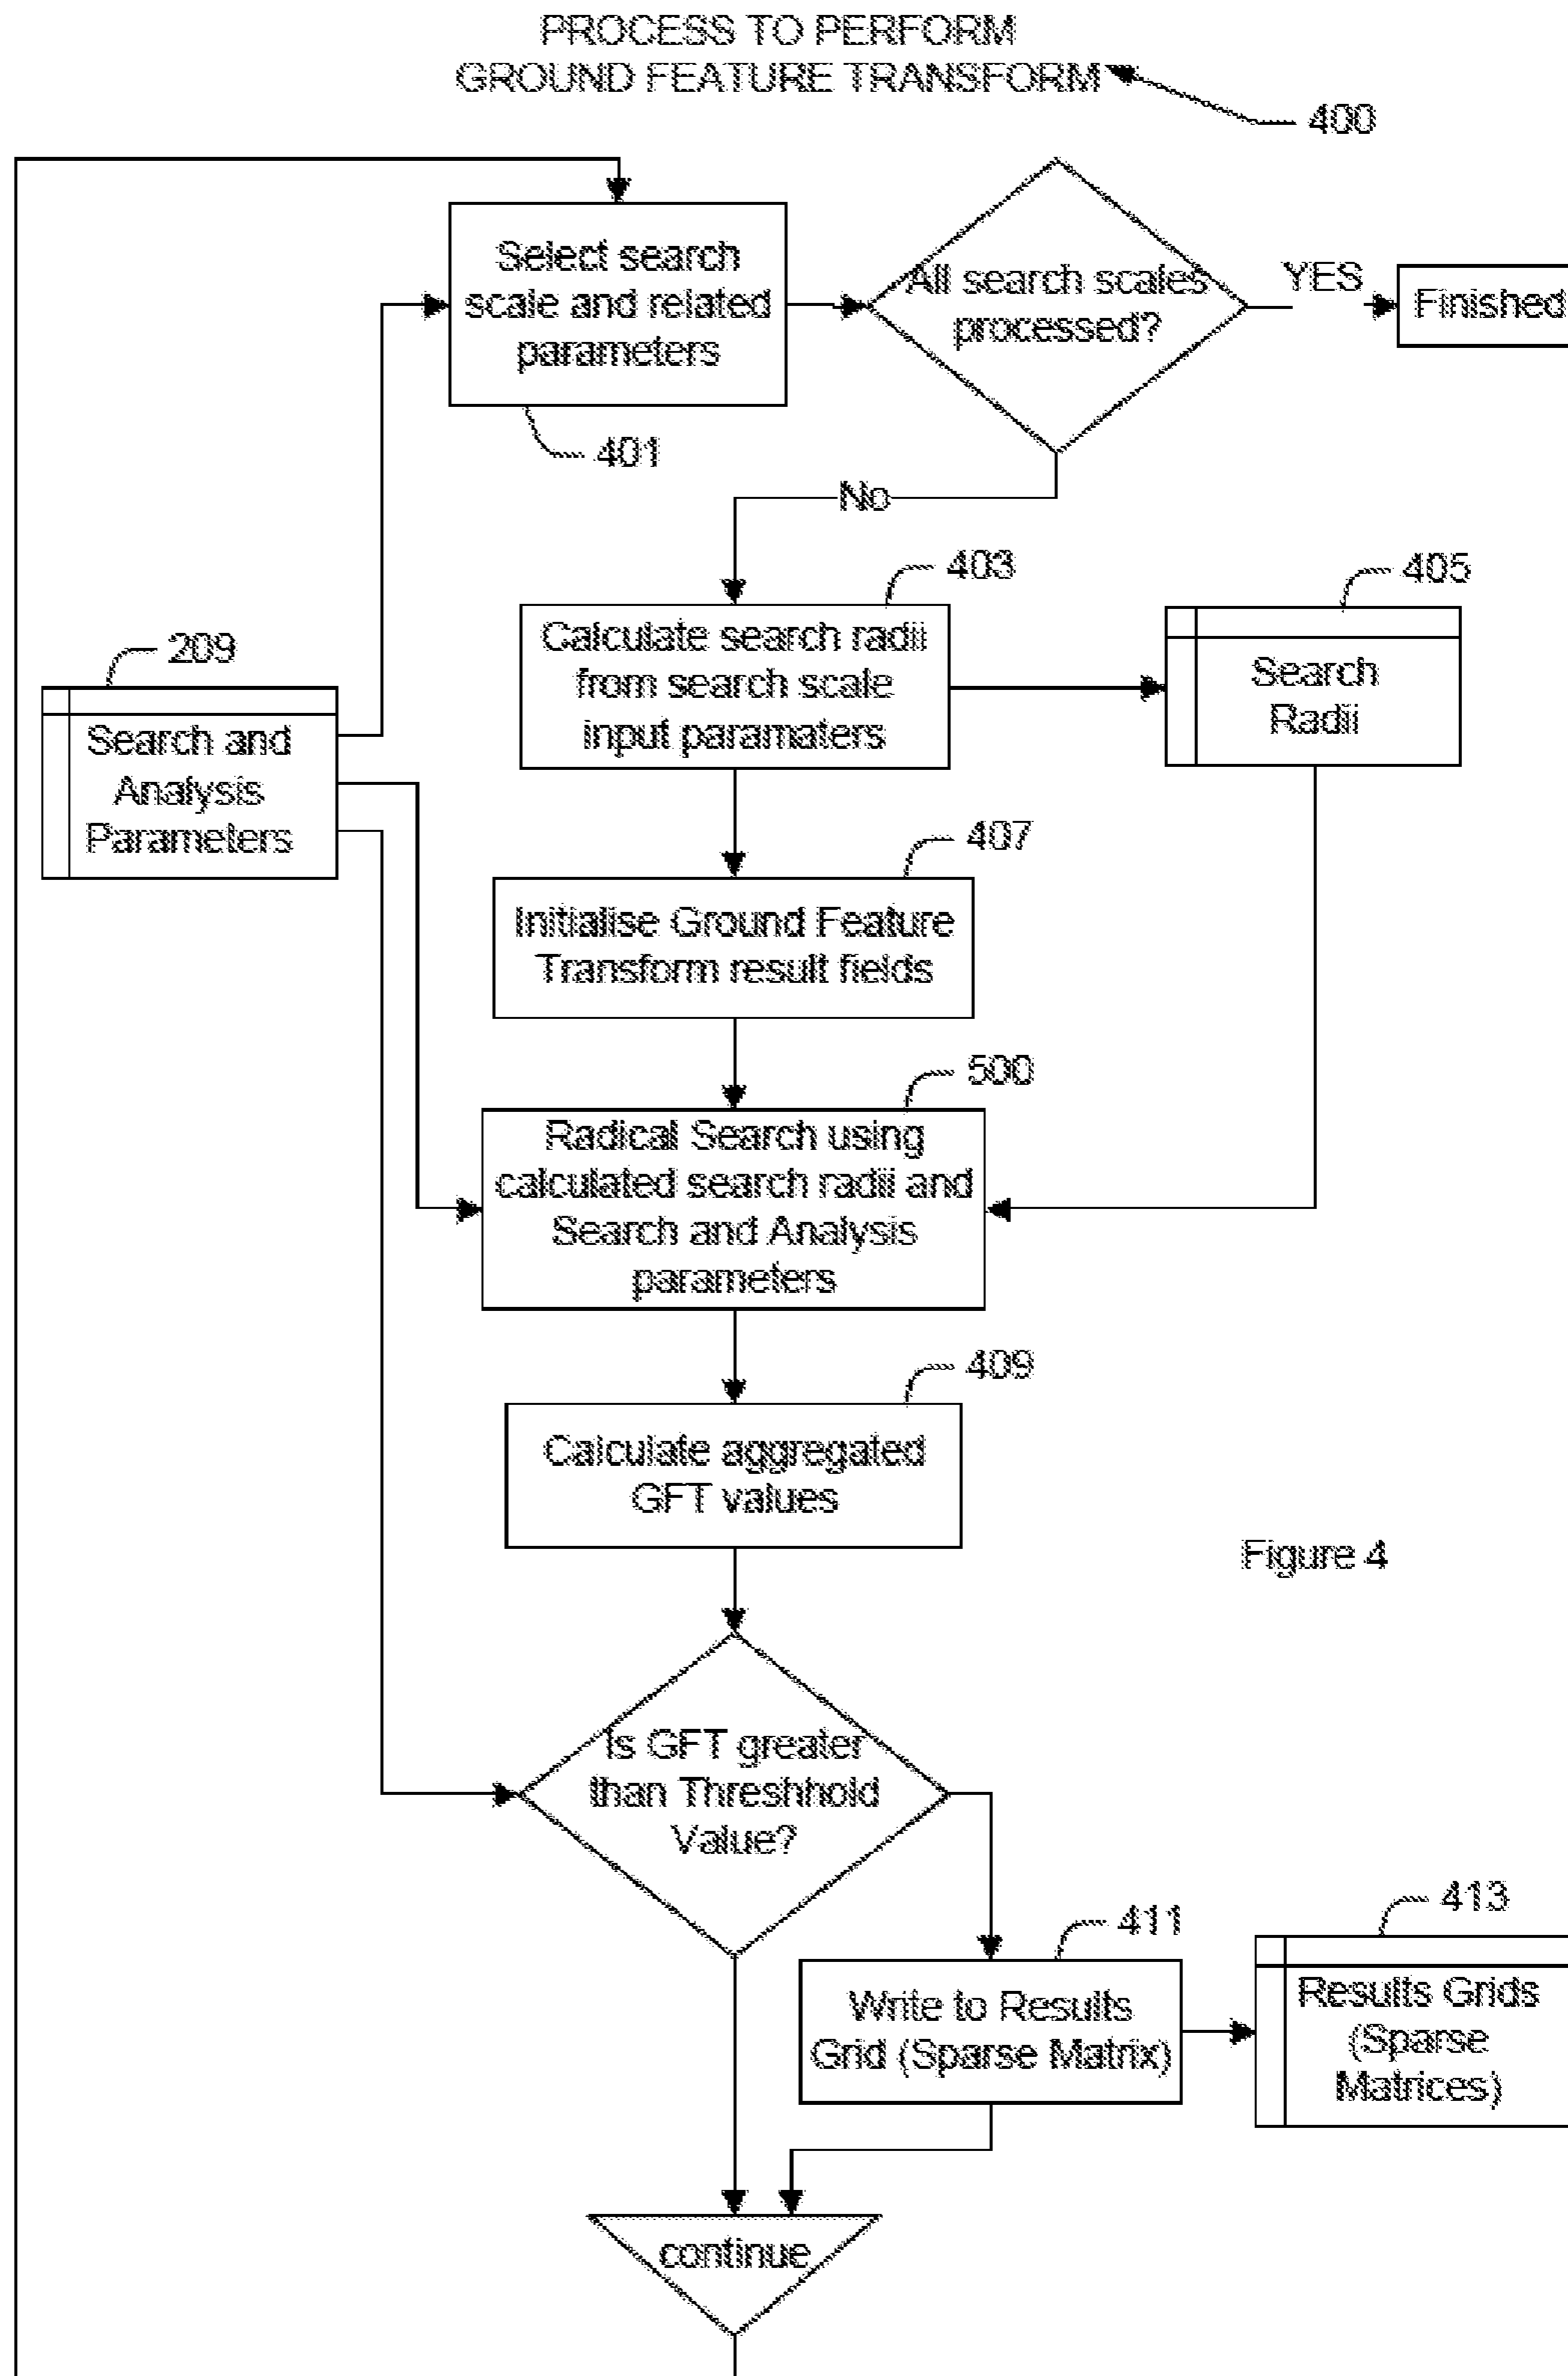 PROCESS TO PERFORM
GROUND FEATURE TRANSFORM
400
Select search
scale and related
parameters
401
All search scales
processed?
YES
Finished
No
403
Calculate search radii
from search scale
input paramaters
405
Search
Radii
209
Search and
Analysis
Parameters
407
Initialise Ground Feature
Transform result fields
500
Radical Search using
calculated search radii and
Search and Analysis
parameters
409
Calculate aggregated
GFT values
Figure 4
Is GFT greater
than Threshhold
Value?
411
Write to Results
Grid (Sparse Matrix)
413
Results Grids
(Sparse
Matrices)
continue